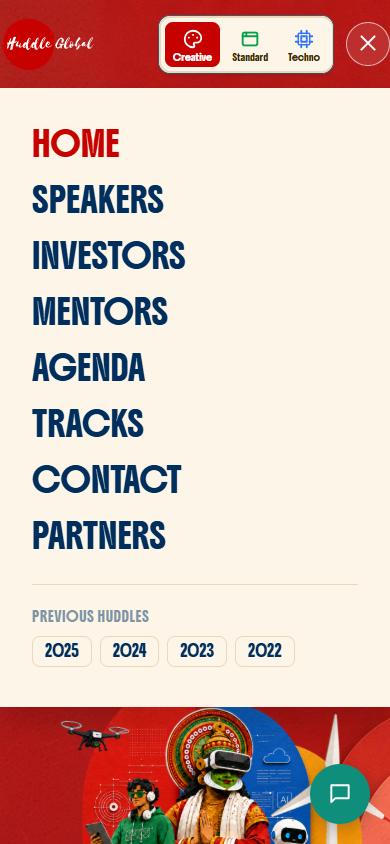 Huddle Global
Creative
Standard
Techno
HOME
SPEAKERS
INVESTORS
MENTORS
AGENDA
TRACKS
CONTACT
PARTNERS
PREVIOUS HUDDLES
2025 2024 2023 2022
AI